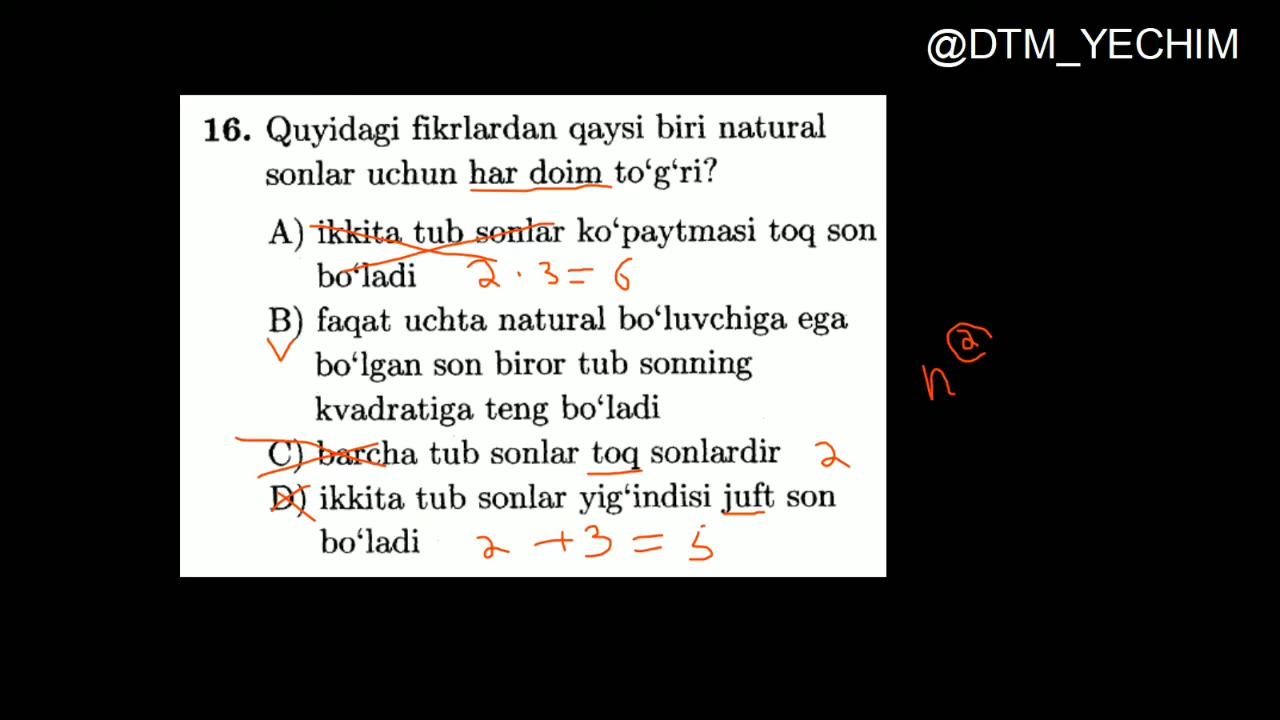 @DTM_YECHIM
16. Quyidagi fikrlardan qaysi biri natural
sonlar uchun har doim to‘g‘ri?
A) ikkita tub sonlar ko‘paytmasi toq son
bo‘ladi 2 · 3 = 6
B) faqat uchta natural bo‘luvchiga ega
bo‘lgan son biror tub sonning
kvadratiga teng bo‘ladi
n²
C) barcha tub sonlar toq sonlardir 2
D) ikkita tub sonlar yig‘indisi juft son
bo‘ladi 2 + 3 = 5